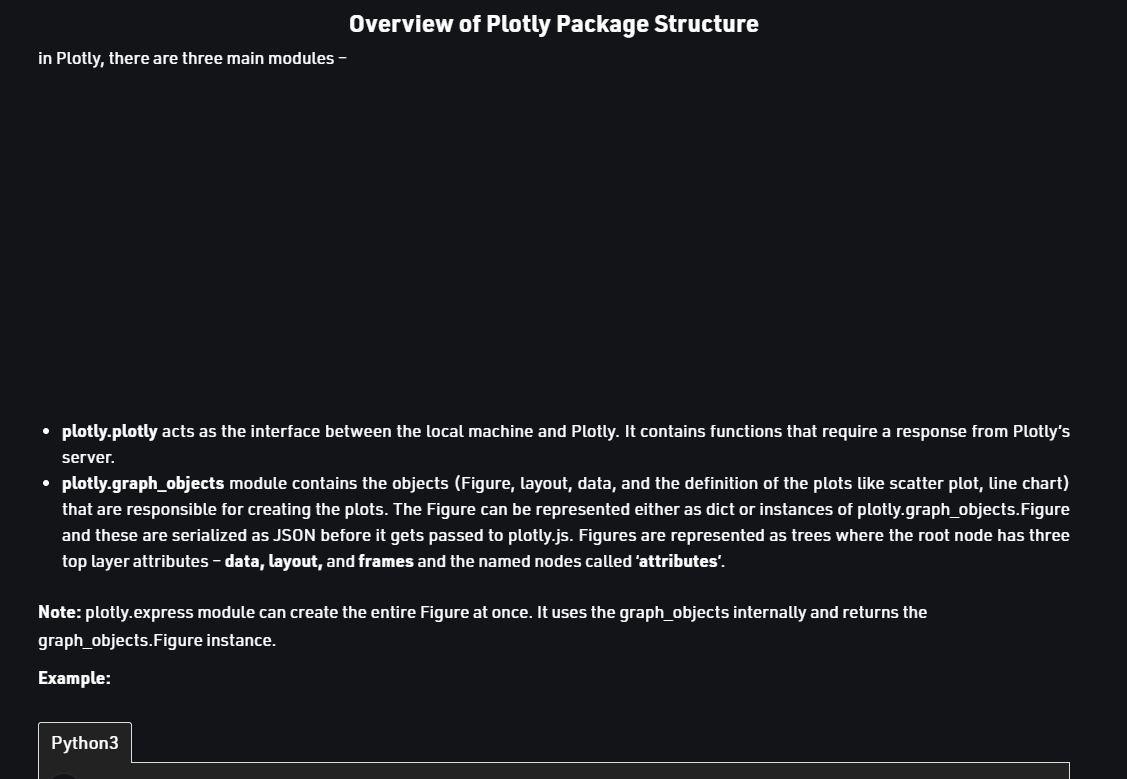 Overview of Plotly Package Structure
in Plotly, there are three main modules –
• plotly.plotly acts as the interface between the local machine and Plotly. It contains functions that require a response from Plotly’s
server.
• plotly.graph_objects module contains the objects (Figure, layout, data, and the definition of the plots like scatter plot, line chart)
that are responsible for creating the plots. The Figure can be represented either as dict or instances of plotly.graph_objects.Figure
and these are serialized as JSON before it gets passed to plotly.js. Figures are represented as trees where the root node has three
top layer attributes – data, layout, and frames and the named nodes called ‘attributes’.
Note: plotly.express module can create the entire Figure at once. It uses the graph_objects internally and returns the
graph_objects.Figure instance.
Example:
Python3